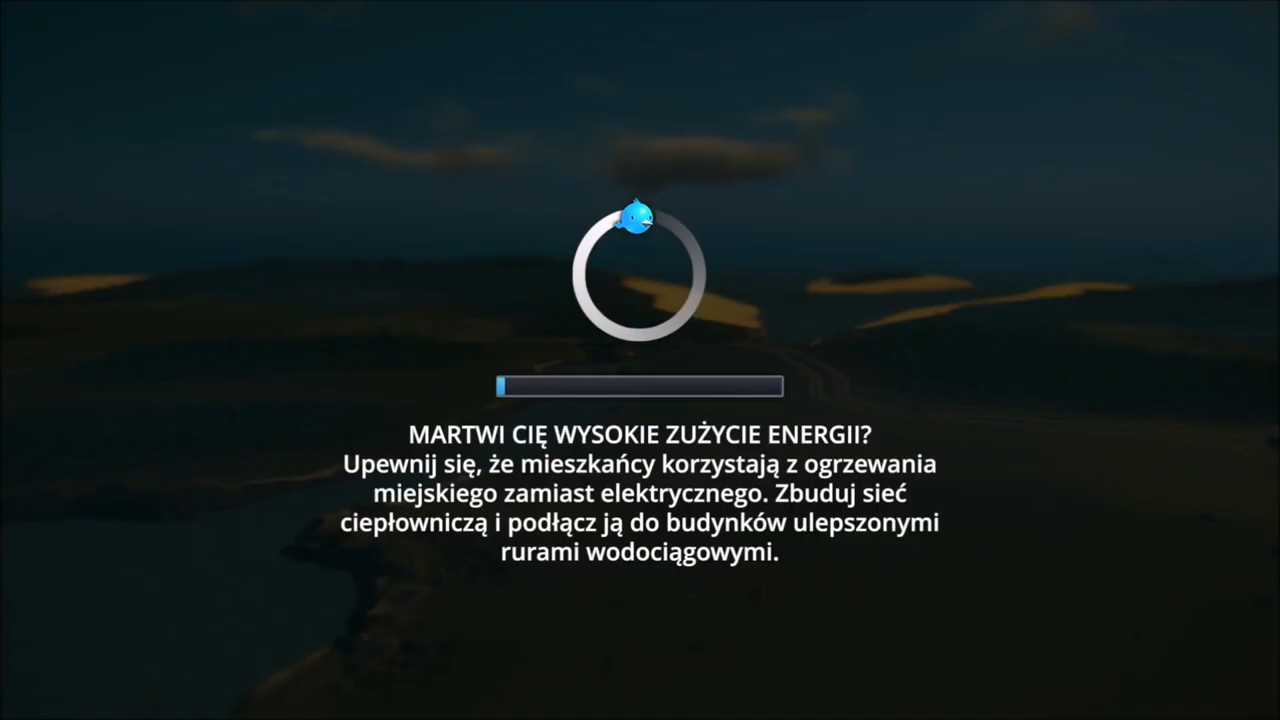 MARTWI CIĘ WYSOKIE ZUŻYCIE ENERGII?
Upewnij się, że mieszkańcy korzystają z ogrzewania
miejskiego zamiast elektrycznego. Zbuduj sieć
ciepłowniczą i podłącz ją do budynków ulepszonymi
rurami wodociągowymi.